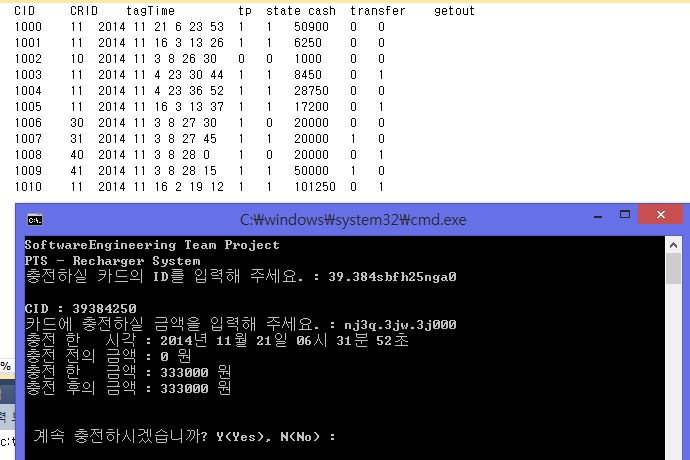 CID CRID tagTime tp state cash transfer getout
1000 11 2014 11 21 6 23 53 1 1 50900 0 0
1001 11 2014 11 16 3 13 26 1 1 6250 0 0
1002 10 2014 11 3 8 26 30 0 0 1000 0 0
1003 11 2014 11 4 23 30 44 1 1 8450 0 1
1004 11 2014 11 4 23 36 52 1 1 28750 0 1
1005 11 2014 11 16 3 13 37 1 1 17200 0 1
1006 30 2014 11 3 8 27 30 1 0 20000 0 0
1007 31 2014 11 3 8 27 45 1 1 20000 1 0
1008 40 2014 11 3 8 28 0 1 0 20000 0 1
1009 41 2014 11 3 8 28 15 1 1 50000 1 0
1010 11 2014 11 16 2 19 12 1 1 101250 0 1
C:\windows\system32\cmd.exe
SoftwareEngineering Team Project
PTS - Recharger System
충전하실 카드의 ID를 입력해 주세요. : 39.384sbfh25nga0
CID : 39384250
카드에 충전하실 금액을 입력해 주세요. : nj3q.3jw.3j000
충전 한 시각 : 2014년 11월 21일 06시 31분 52초
충전 전의 금액 : 0 원
충전 한 금액 : 333000 원
충전 후의 금액 : 333000 원
계속 충전하시겠습니까? Y(Yes), N(No) :